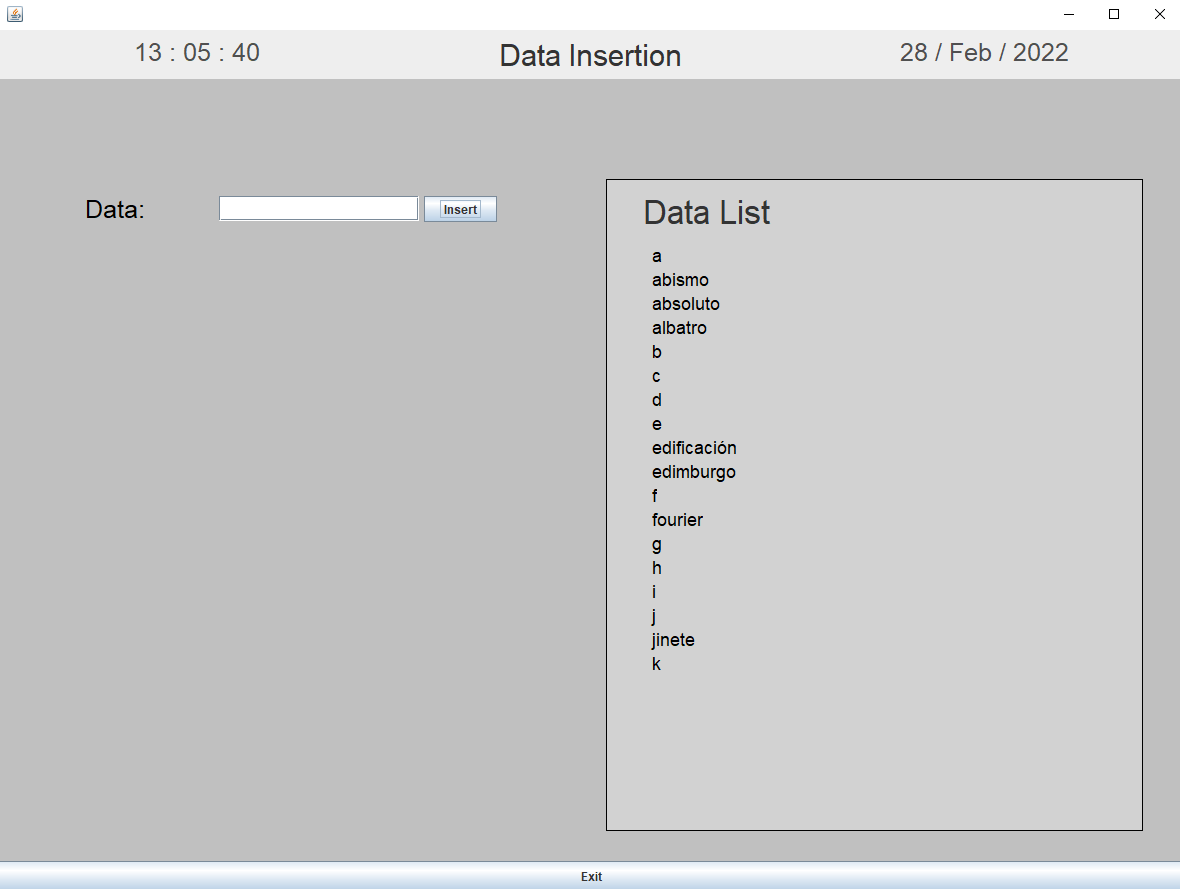 13 : 05 : 40
Data Insertion
28 / Feb / 2022
Data:
Insert
Data List
a
abismo
absoluto
albatro
b
c
d
e
edificación
edimburgo
f
fourier
g
h
i
j
jinete
k
Exit